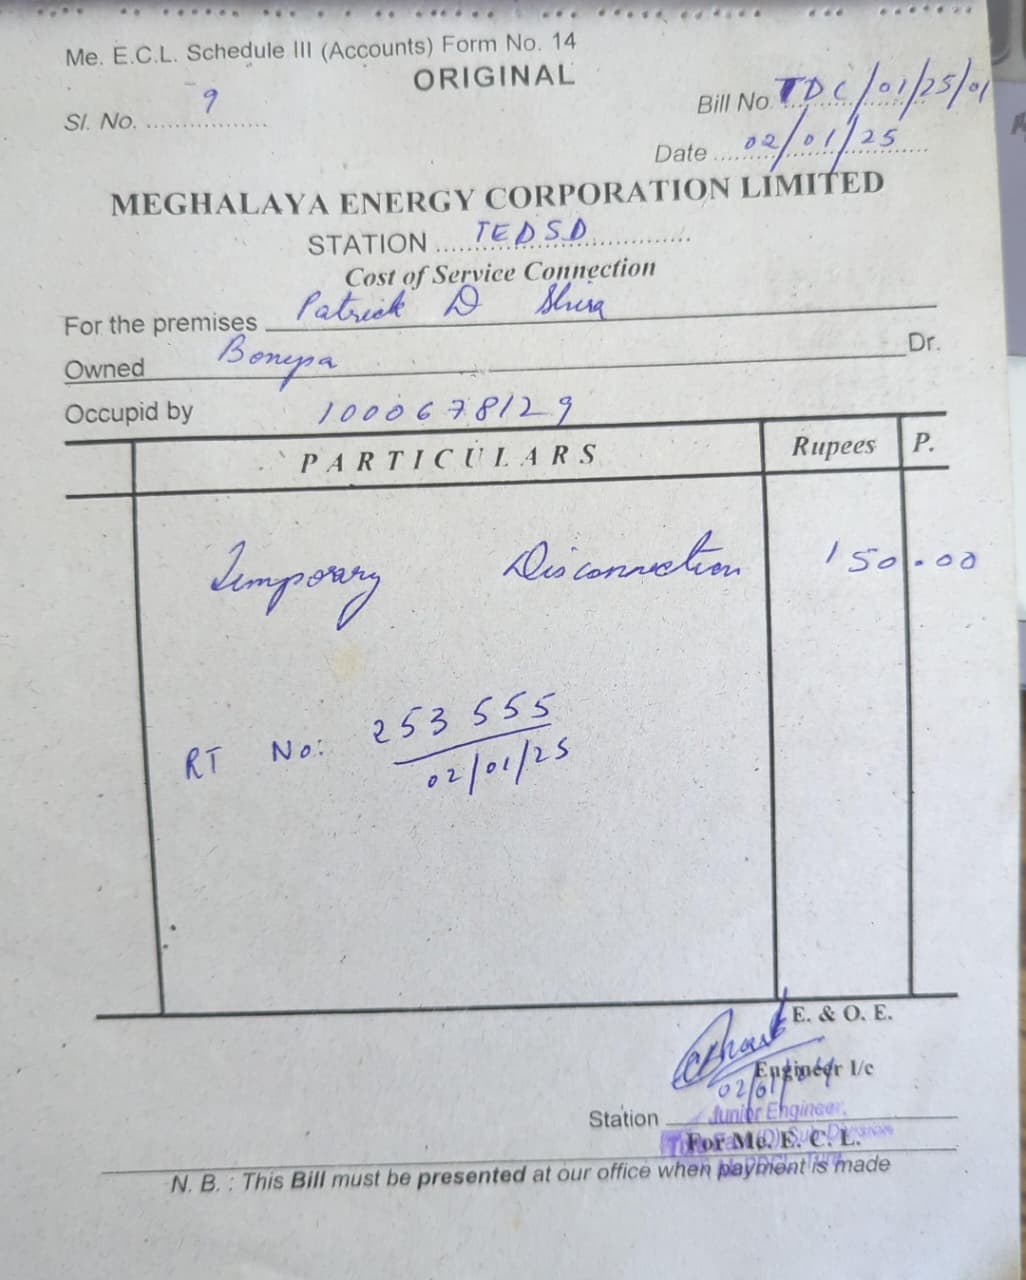 Me. E.C.L. Schedule III (Accounts) Form No. 14
ORIGINAL
Sl. No. 9
Bill No. TDC/01/25/01
Date 02/01/25
MEGHALAYA ENERGY CORPORATION LIMITED
STATION TEDSD
Cost of Service Connection
For the premises Patrick D Shira
Owned Bonepa Dr.
Occupid by 1000678129
PARTICULARS Rupees P.
Temporary Disconnection 150.00
RT No: 253555
02/01/25
E. & O. E.
Engineer I/c
Station Junior Engineer,
For Me. E. C. L.
N. B. : This Bill must be presented at our office when payment is made